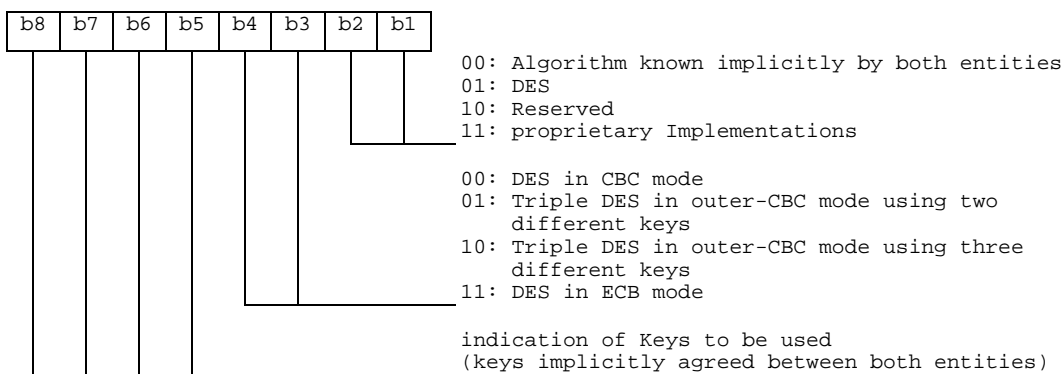 b8 b7 b6 b5 b4 b3 b2 b1
00: Algorithm known implicitly by both entities
01: DES
10: Reserved
11: proprietary Implementations
00: DES in CBC mode
01: Triple DES in outer-CBC mode using two
different keys
10: Triple DES in outer-CBC mode using three
different keys
11: DES in ECB mode
indication of Keys to be used
(keys implicitly agreed between both entities)